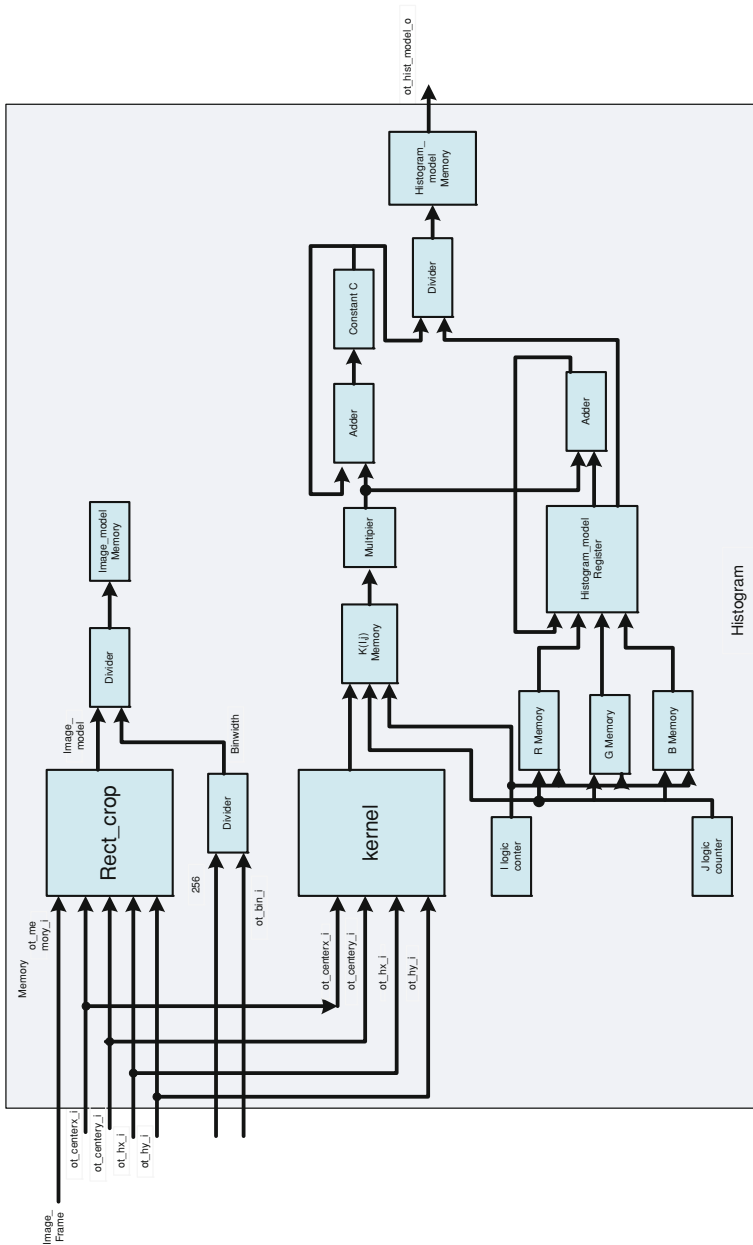 Image_
Frame
Memory
ot_me
mory_i
ot_centerx_i
ot_centery_i
ot_hx_i
ot_hy_i
Rect_crop
Image_
model
Divider
Image_model
Memory
256
ot_bin_i
Divider
Binwidth
ot_centerx_i
ot_centery_i
ot_hx_i
ot_hy_i
kernel
K(I,j)
Memory
Multipier
Adder
Constant C
Divider
Histogram_
model
Memory
ot_hist_model_o
I logic
conter
J logic
counter
R Memory
G Memory
B Memory
Histogram_model
Register
Adder
Histogram